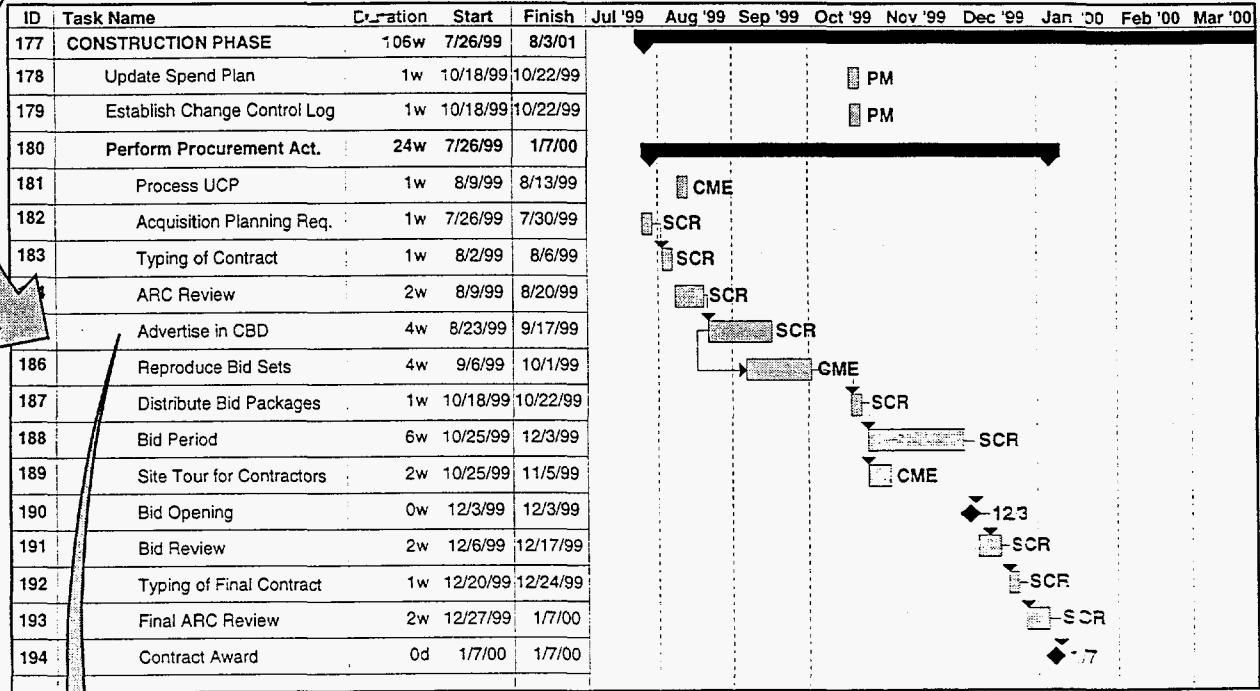 ID Task Name Duration Start Finish Jul '99 Aug '99 Sep '99 Oct '99 Nov '99 Dec '99 Jan '00 Feb '00 Mar '00
177 CONSTRUCTION PHASE 106w 7/26/99 8/3/01
178 Update Spend Plan 1w 10/18/99 10/22/99 PM
179 Establish Change Control Log 1w 10/18/99 10/22/99 PM
180 Perform Procurement Act. 24w 7/26/99 1/7/00
181 Process UCP 1w 8/9/99 8/13/99 CME
182 Acquisition Planning Req. 1w 7/26/99 7/30/99 SCR
183 Typing of Contract 1w 8/2/99 8/6/99 SCR
ARC Review 2w 8/9/99 8/20/99 SCR
Advertise in CBD 4w 8/23/99 9/17/99 SCR
186 Reproduce Bid Sets 4w 9/6/99 10/1/99 CME
187 Distribute Bid Packages 1w 10/18/99 10/22/99 SCR
188 Bid Period 6w 10/25/99 12/3/99 SCR
189 Site Tour for Contractors 2w 10/25/99 11/5/99 CME
190 Bid Opening 0w 12/3/99 12/3/99 12/3
191 Bid Review 2w 12/6/99 12/17/99 SCR
192 Typing of Final Contract 1w 12/20/99 12/24/99 SCR
193 Final ARC Review 2w 12/27/99 1/7/00 SCR
194 Contract Award 0d 1/7/00 1/7/00 1/7